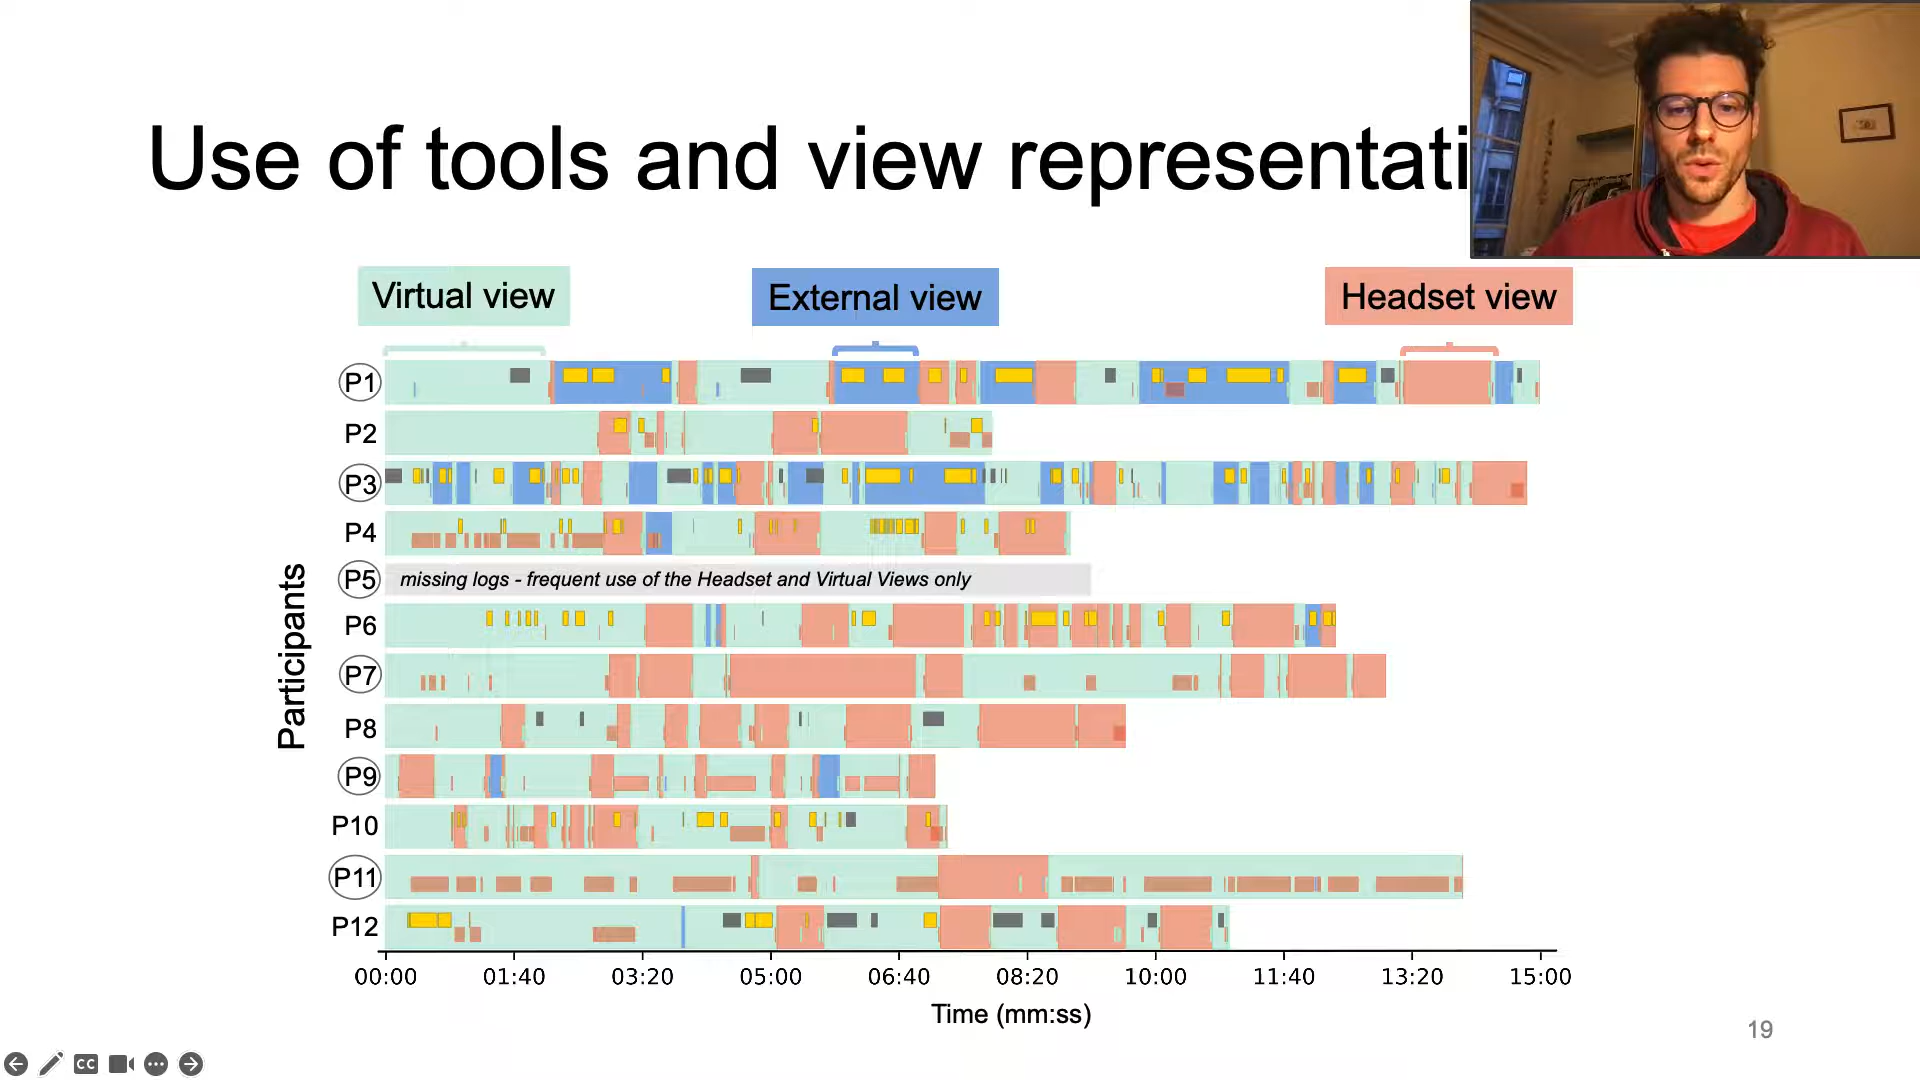 Use of tools and view representati
Virtual view
External view
Headset view
Participants
P1
P2
P3
P4
P5
missing logs - frequent use of the Headset and Virtual Views only
P6
P7
P8
P9
P10
P11
P12
00:00 01:40 03:20 05:00 06:40 08:20 10:00 11:40 13:20 15:00
Time (mm:ss)
19
CC